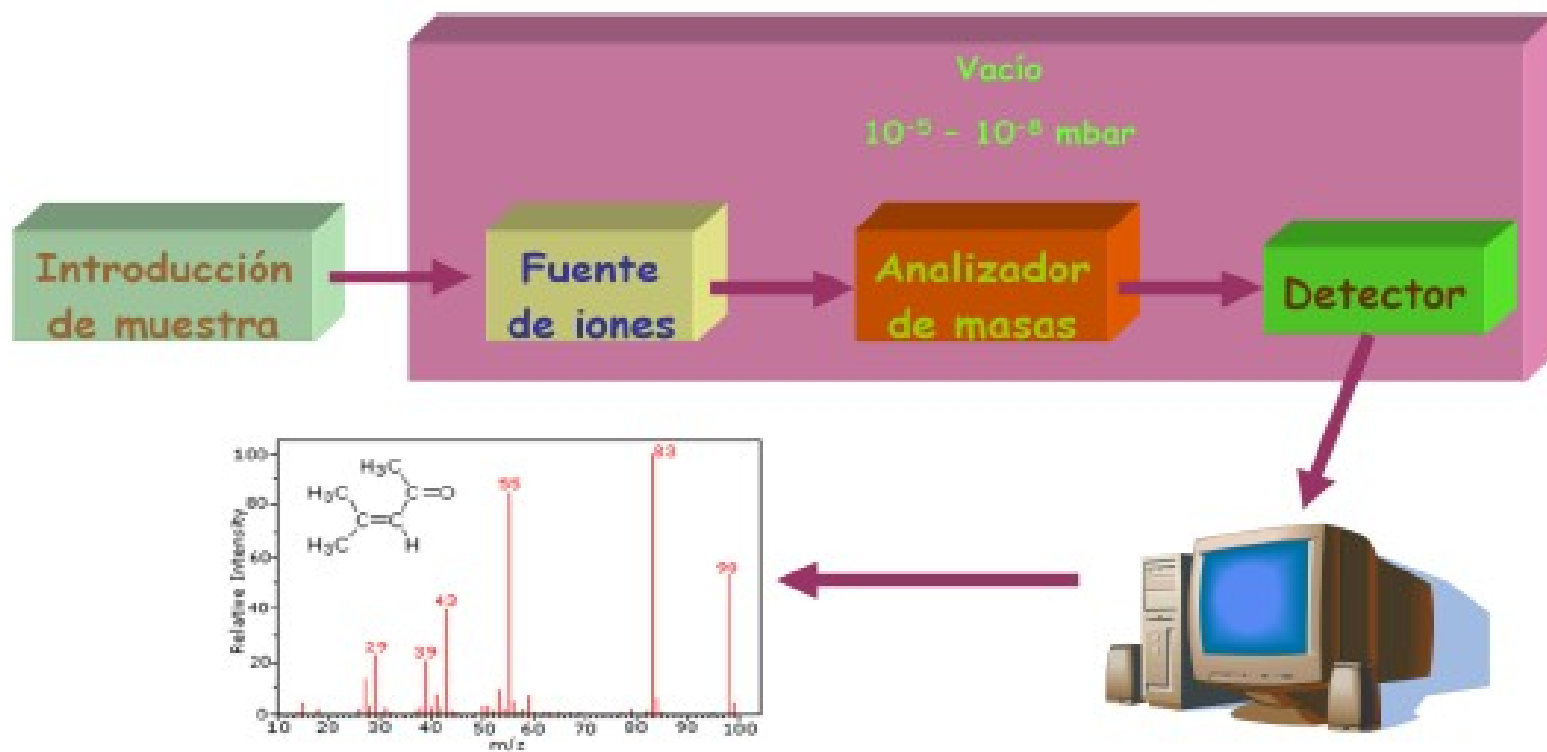 Vacío
10⁻⁵ - 10⁻⁸ mbar
Introducción
de muestra
Fuente
de iones
Analizador
de masas
Detector
Relative Intensity
100
80
60
40
20
0
10 20 30 40 50 60 70 80 90 100
m/z
29
39
43
55
83
98
H₃C
H₃C
C=O
C=C
H₃C
H